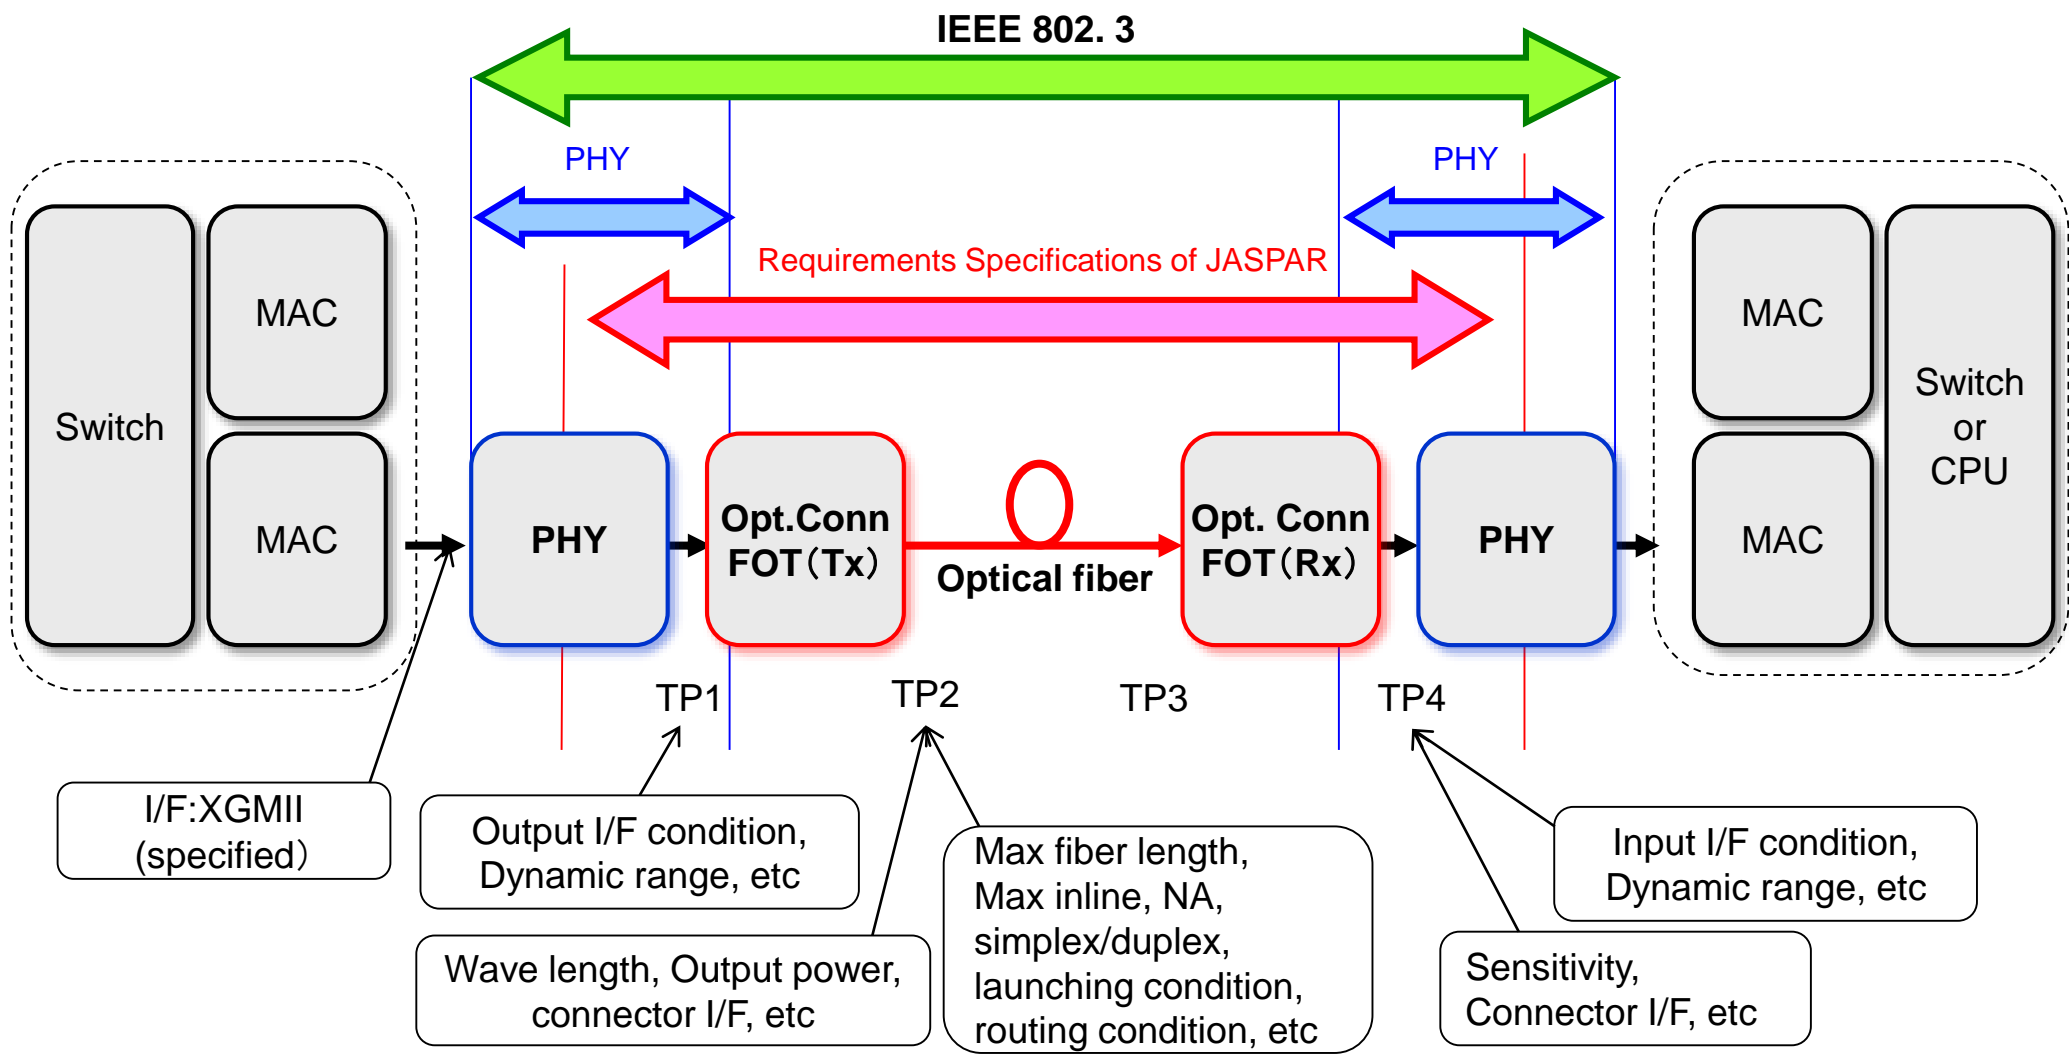 IEEE 802. 3
PHY
PHY
Requirements Specifications of JASPAR
Switch
MAC
MAC
PHY
Opt.Conn
FOT（Tx）
Optical fiber
Opt. Conn
FOT（Rx）
PHY
MAC
MAC
Switch
or
CPU
TP1
TP2
TP3
TP4
I/F:XGMII
(specified）
Output I/F condition,
Dynamic range, etc
Wave length, Output power,
connector I/F, etc
Max fiber length,
Max inline, NA,
simplex/duplex,
launching condition,
routing condition, etc
Input I/F condition,
Dynamic range, etc
Sensitivity,
Connector I/F, etc